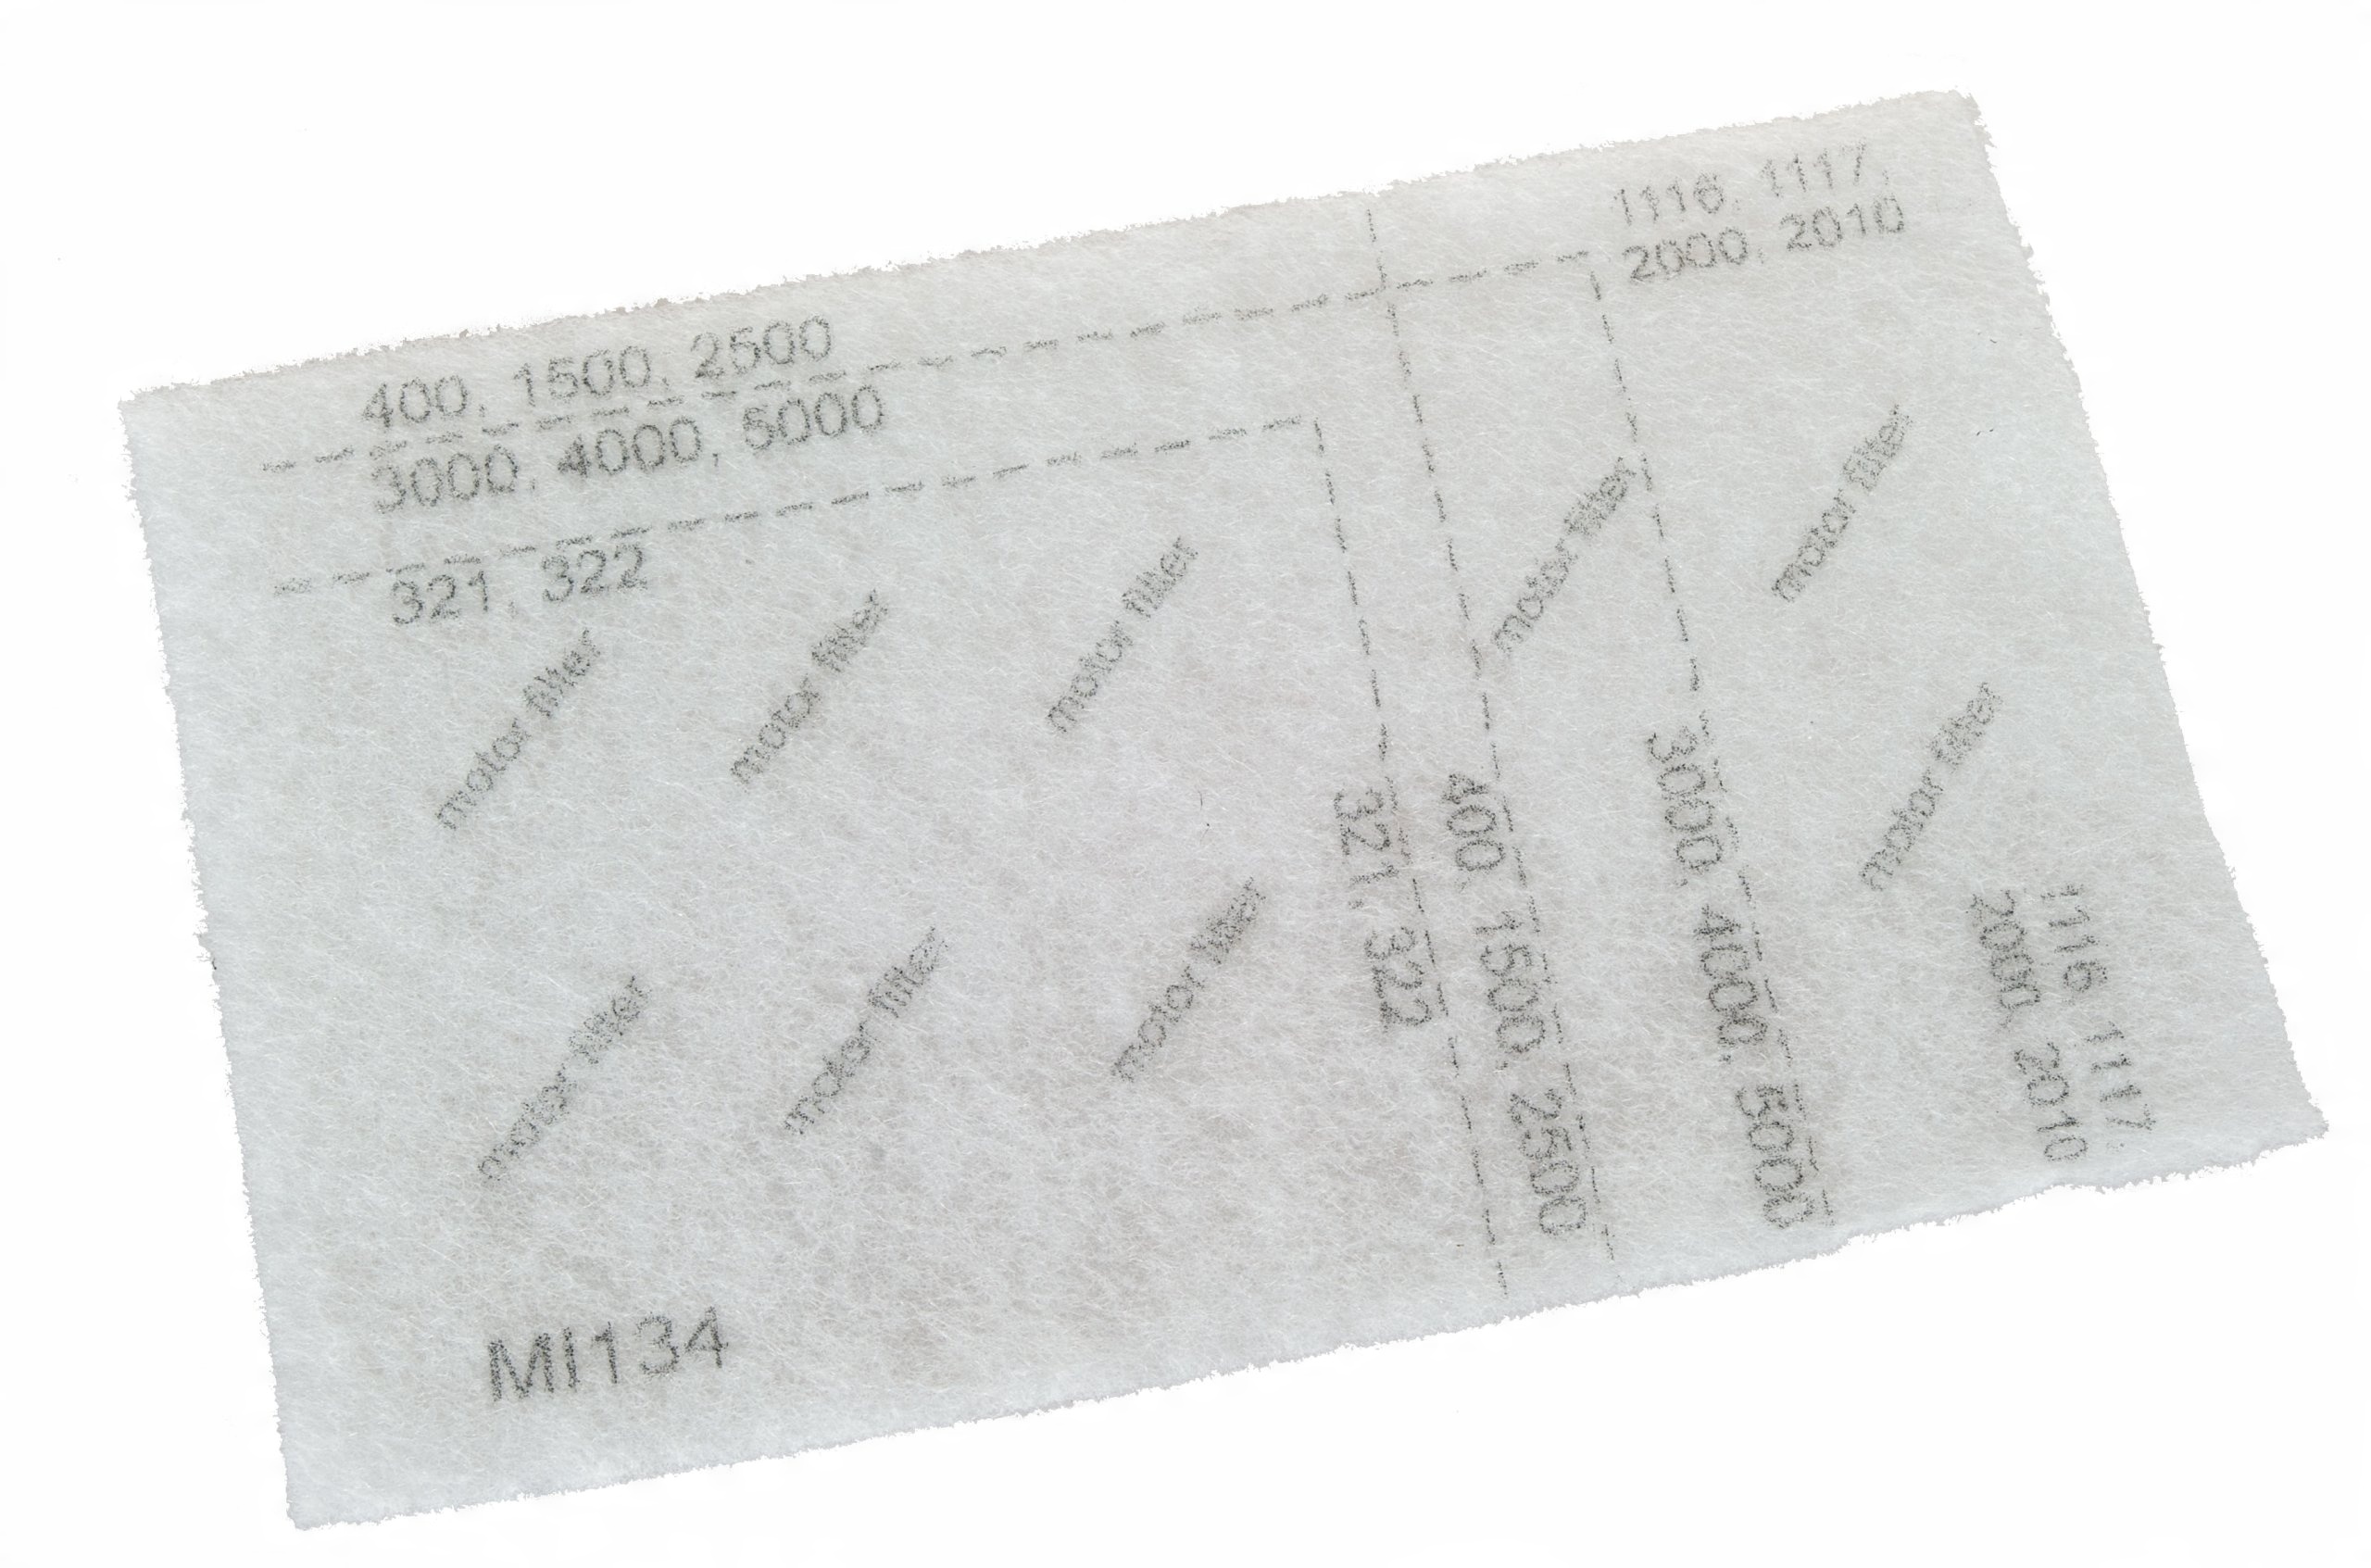 1116, 1117,
2000, 2010
400, 1500, 2500
3000, 4000, 5000
321, 322
motor filter
motor filter
motor filter
motor filter
motor filter
motor filter
motor filter
motor filter
motor filter
321, 322
400, 1500, 2500
3000, 4000, 5000
1116, 1117,
2000, 2010
MI134